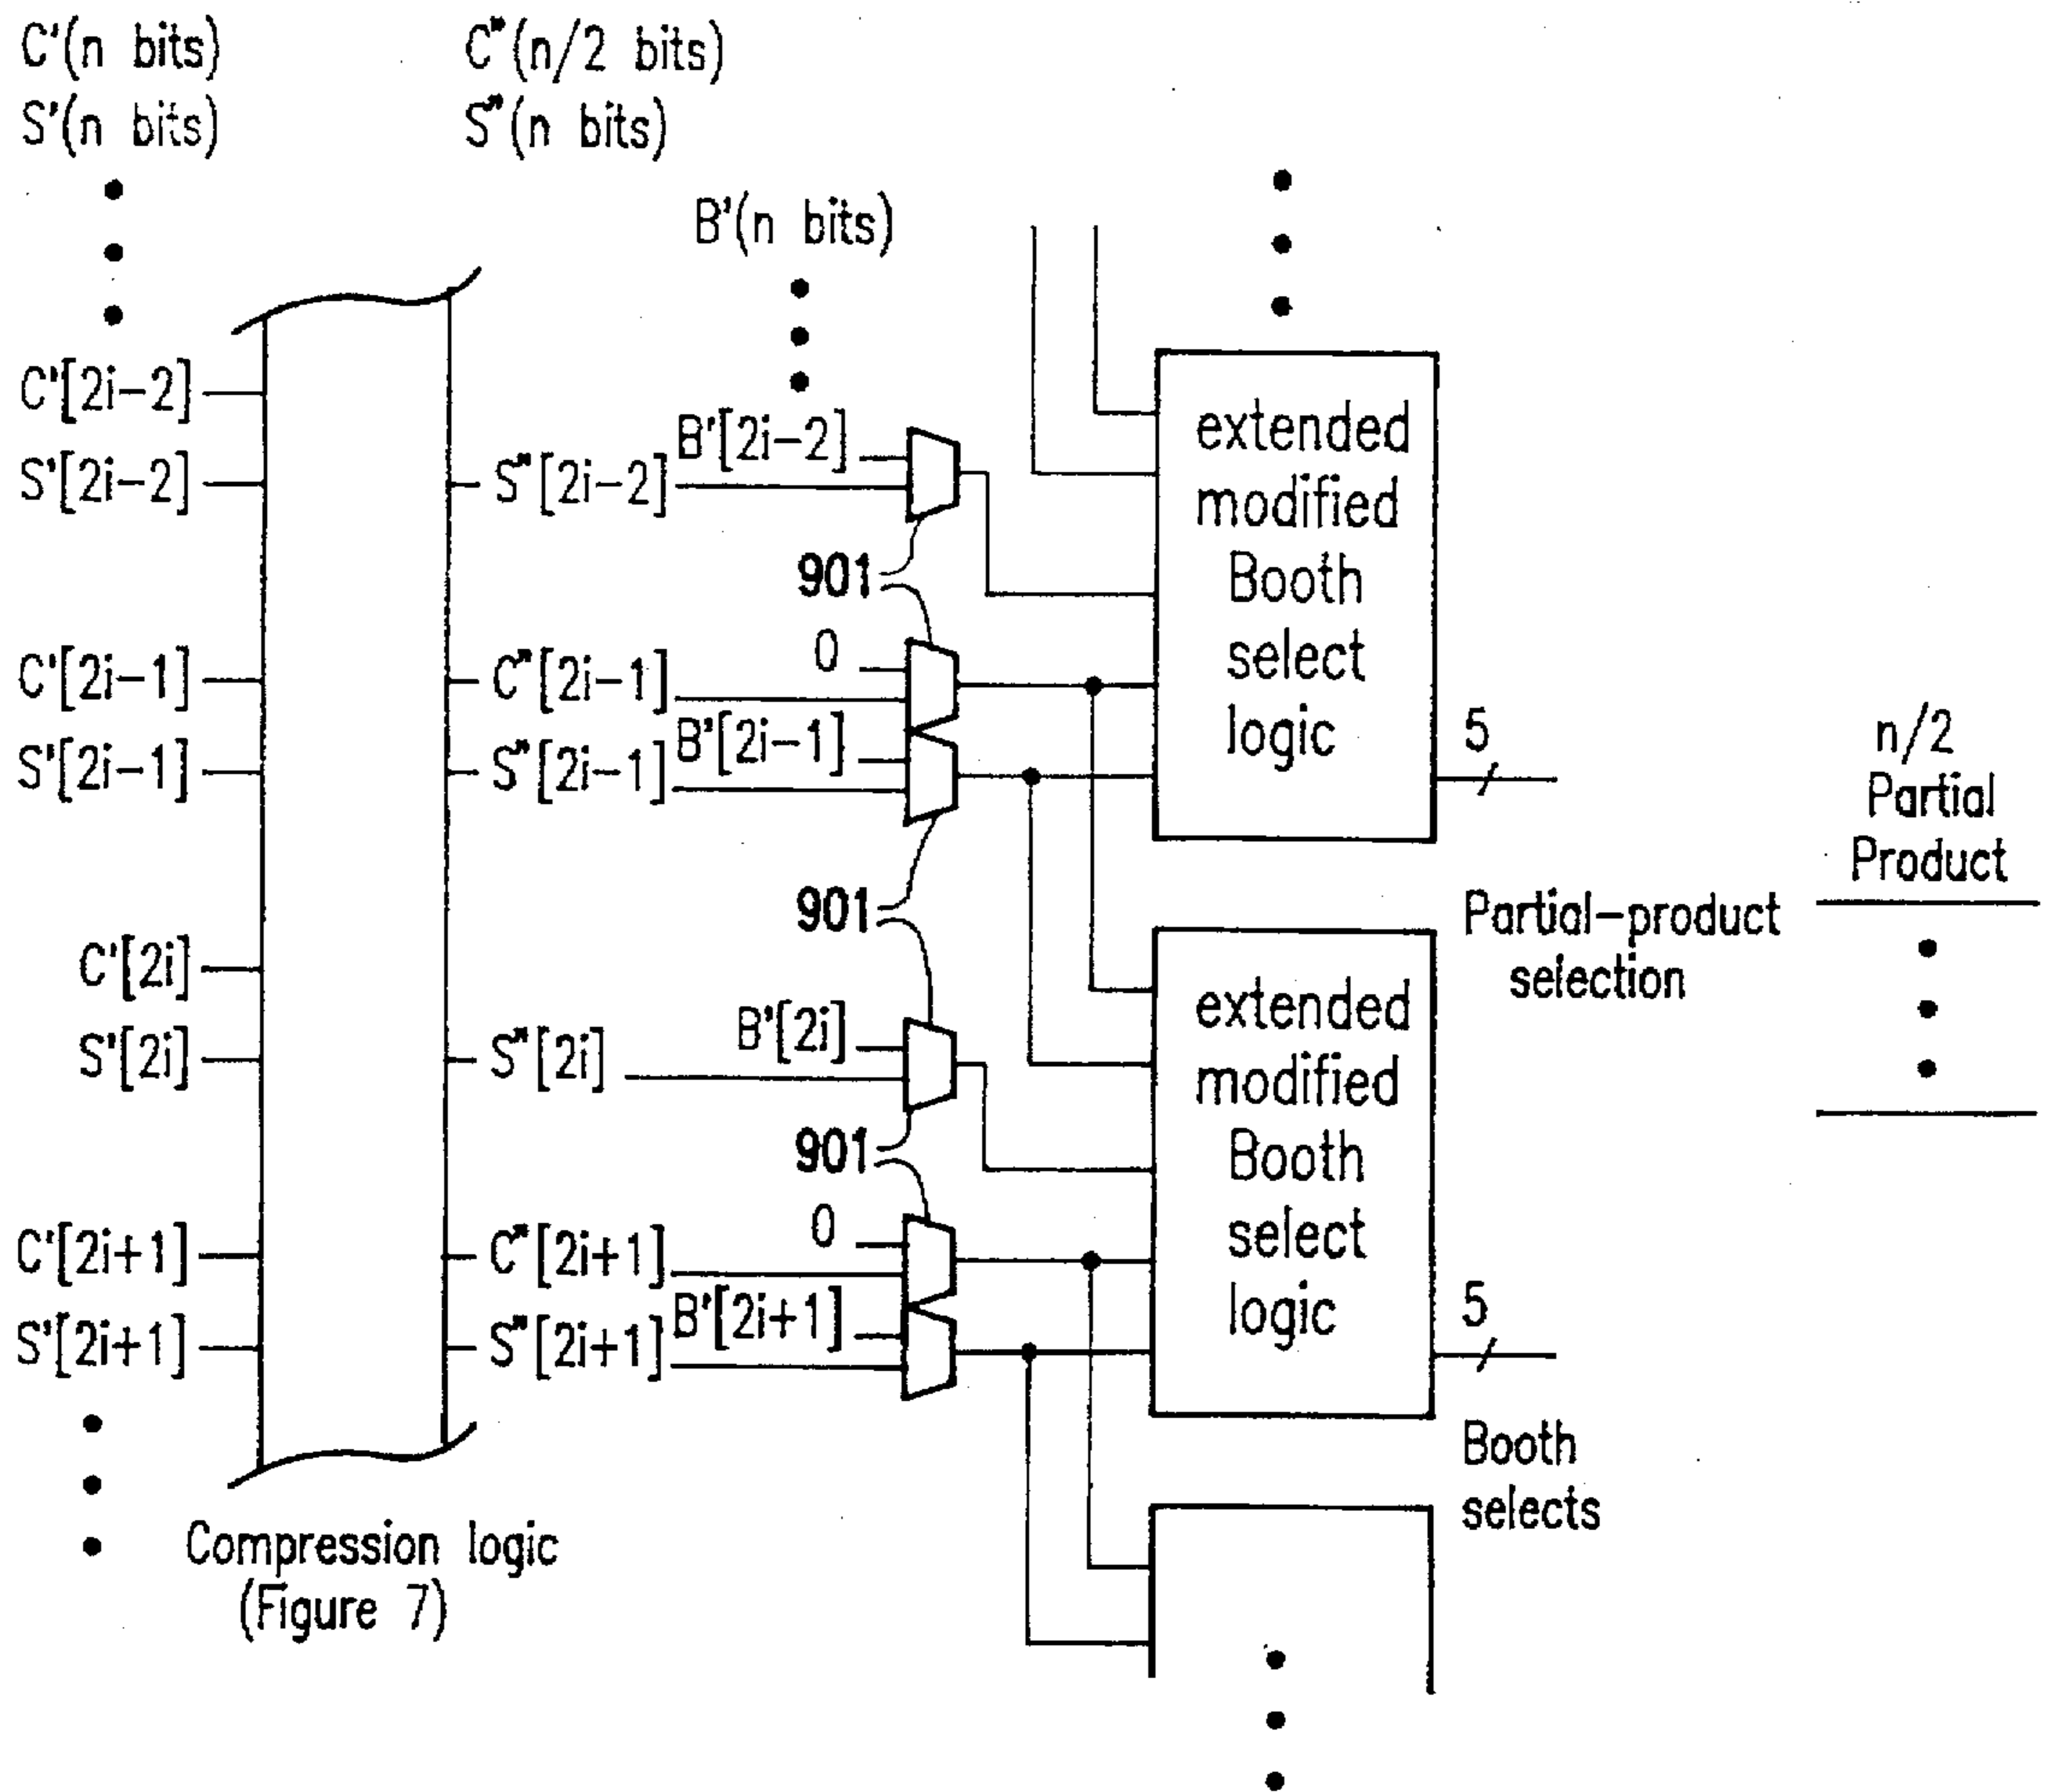 C'(n bits)
S'(n bits)
C"(n/2 bits)
S"(n bits)
B'(n bits)
C'[2i-2]
S'[2i-2]
S"[2i-2]
B'[2i-2]
901
0
C'[2i-1]
C"[2i-1]
S'[2i-1]
S"[2i-1]
B'[2i-1]
901
C'[2i]
S'[2i]
S"[2i]
B'[2i]
901
0
C'[2i+1]
C"[2i+1]
S'[2i+1]
S"[2i+1]
B'[2i+1]
Compression logic
(Figure 7)
extended
modified
Booth
select
logic
5
extended
modified
Booth
select
logic
5
Partial-product
selection
Booth
selects
n/2
Partial
Product